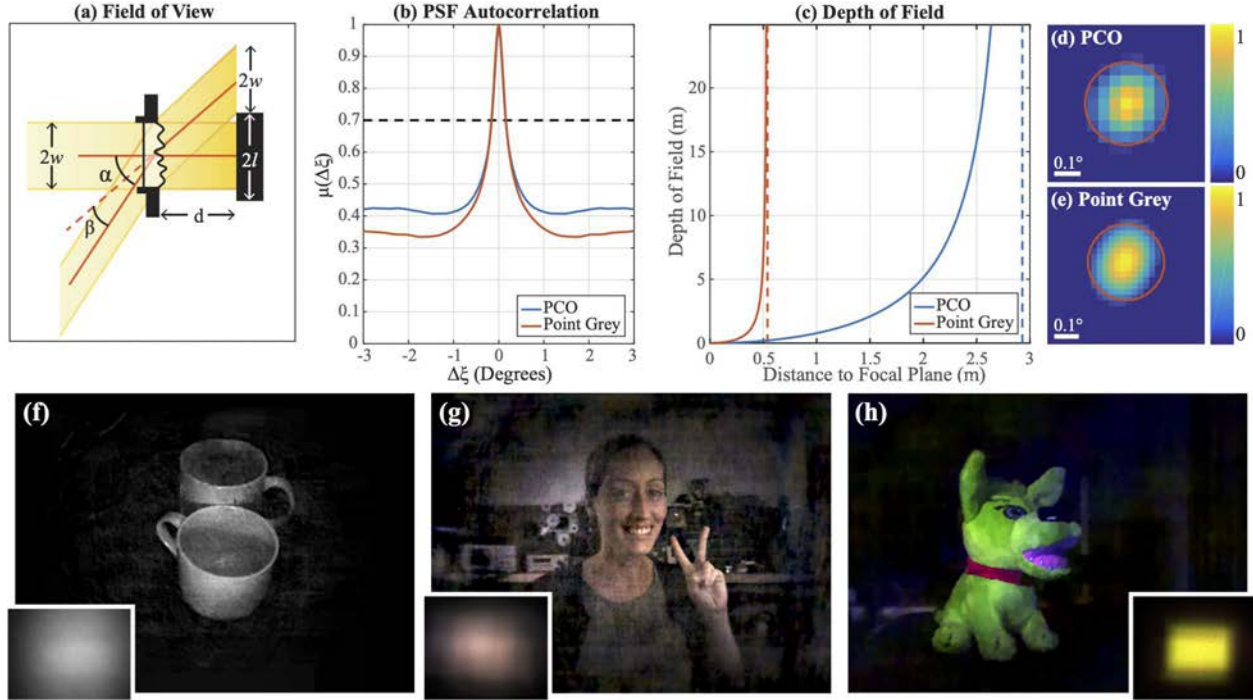 (a) Field of View
2w
2w
α
β
d
2l
(b) PSF Autocorrelation
μ(Δξ)
1
0.9
0.8
0.7
0.6
0.5
0.4
0.3
0.2
0.1
0
-3 -2 -1 0 1 2 3
Δξ (Degrees)
PCO
Point Grey
(c) Depth of Field
Depth of Field (m)
20
15
10
5
0
0 0.5 1 1.5 2 2.5 3
Distance to Focal Plane (m)
PCO
Point Grey
(d) PCO
0.1°
1
0
(e) Point Grey
0.1°
1
0
(f)
(g)
(h)